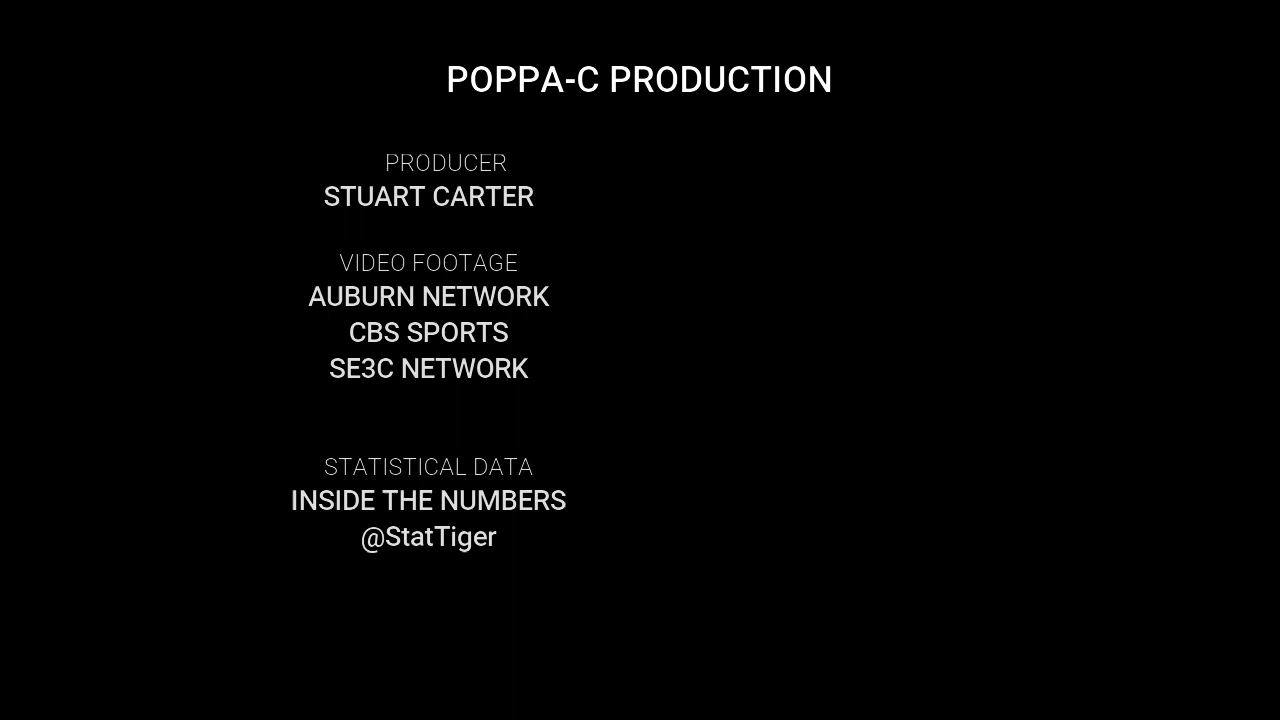 POPPA-C PRODUCTION
PRODUCER
STUART CARTER
VIDEO FOOTAGE
AUBURN NETWORK
CBS SPORTS
SE3C NETWORK
STATISTICAL DATA
INSIDE THE NUMBERS
@StatTiger